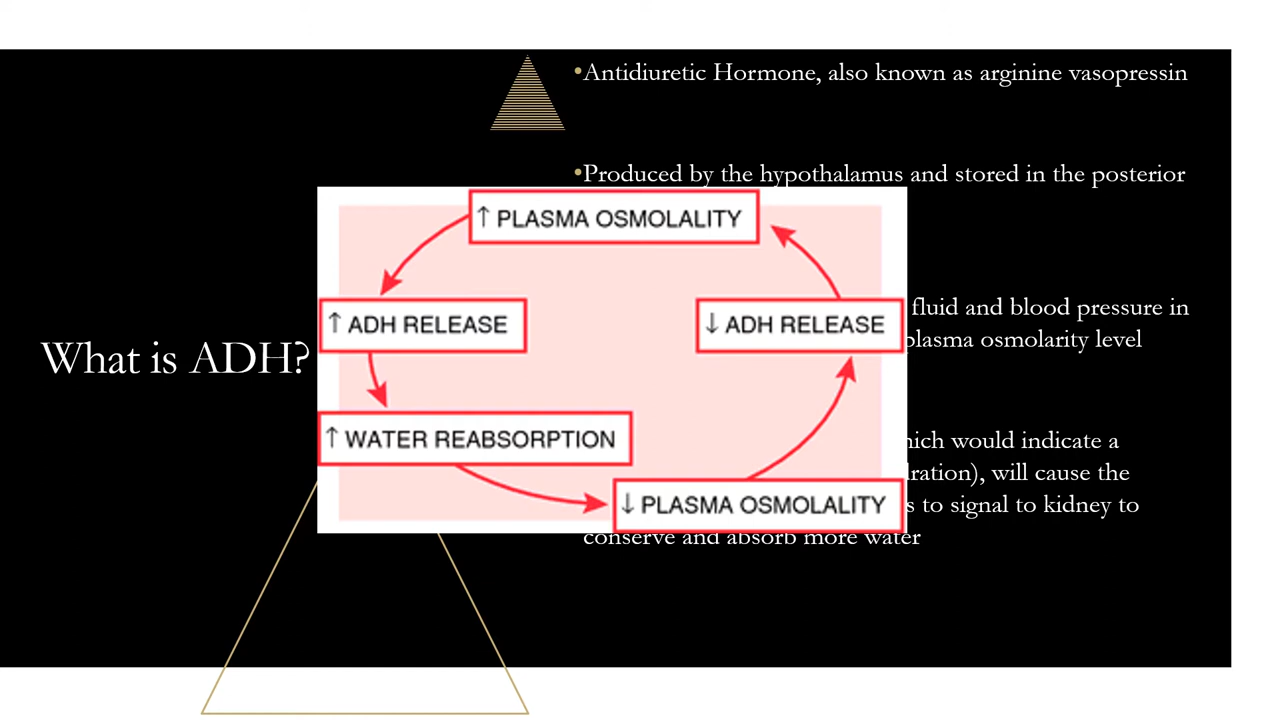 What is ADH?
•Antidiuretic Hormone, also known as arginine vasopressin
•Produced by the hypothalamus and stored in the posterior
fluid and blood pressure in
plasma osmolarity level
would indicate a
will cause the
to signal to kidney to
conserve and absorb more water
↑ PLASMA OSMOLALITY
↑ ADH RELEASE
↑ WATER REABSORPTION
↓ PLASMA OSMOLALITY
↓ ADH RELEASE